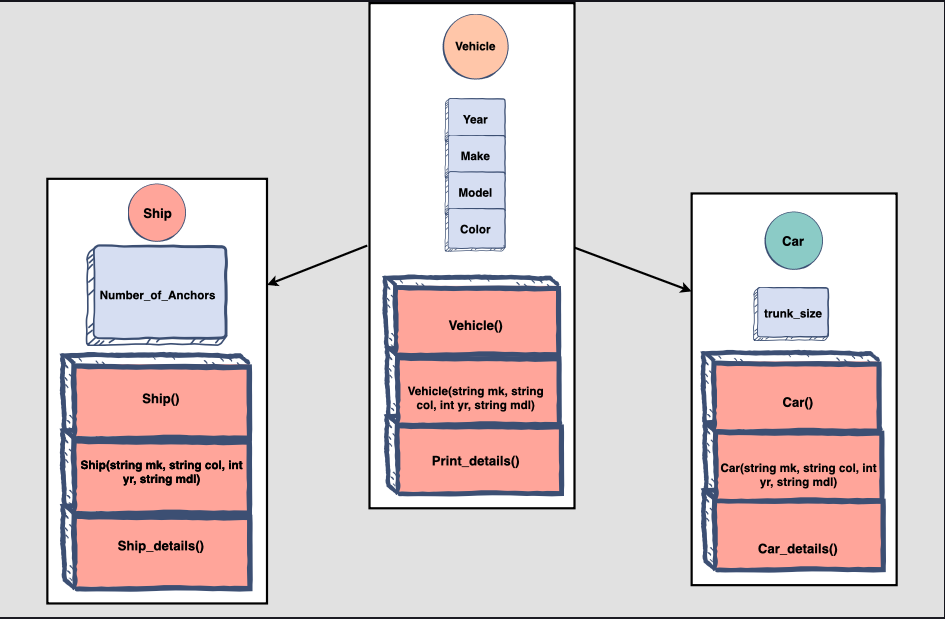 Vehicle
Year
Make
Model
Color
Vehicle()
Vehicle(string mk, string
col, int yr, string mdl)
Print_details()
Ship
Number_of_Anchors
Ship()
Ship(string mk, string col, int
yr, string mdl)
Ship_details()
Car
trunk_size
Car()
Car(string mk, string col, int
yr, string mdl)
Car_details()